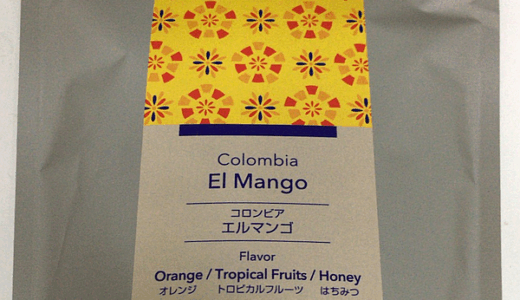 Colombia
El Mango
コロンビア
エルマンゴ
Flavor
Orange / Tropical Fruits / Honey
オレンジ トロピカルフルーツ はちみつ